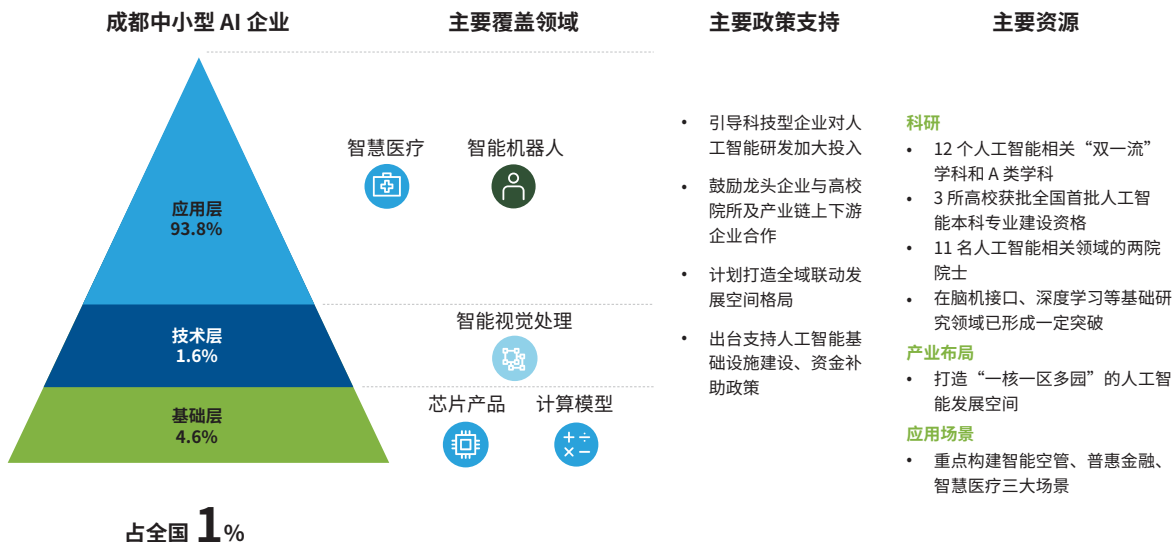 成都中小型 AI 企业
主要覆盖领域
主要政策支持
主要资源
应用层
93.8%
技术层
1.6%
基础层
4.6%
占全国 1%
智慧医疗
智能机器人
智能视觉处理
芯片产品
计算模型
• 引导科技型企业对人
工智能研发加大投入
• 鼓励龙头企业与高校
院所及产业链上下游
企业合作
• 计划打造全域联动发
展空间格局
• 出台支持人工智能基
础设施建设、资金补
助政策
科研
• 12 个人工智能相关“双一流”
学科和 A 类学科
• 3 所高校获批全国首批人工智
能本科专业建设资格
• 11 名人工智能相关领域的两院
院士
• 在脑机接口、深度学习等基础研
究领域已形成一定突破
产业布局
• 打造“一核一区多园”的人工智
能发展空间
应用场景
• 重点构建智能空管、普惠金融、
智慧医疗三大场景